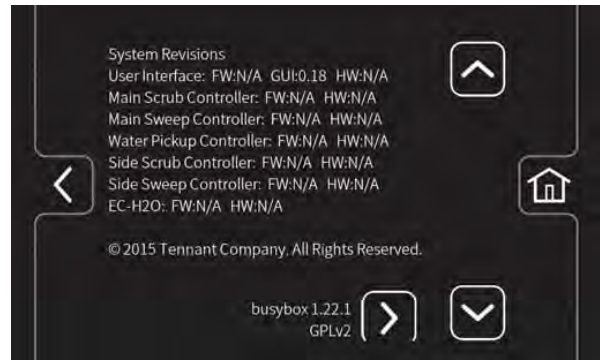 System Revisions
User Interface: FW:N/A GUI:0.18 HW:N/A
Main Scrub Controller: FW:N/A HW:N/A
Main Sweep Controller: FW:N/A HW:N/A
Water Pickup Controller: FW:N/A HW:N/A
Side Scrub Controller: FW:N/A HW:N/A
Side Sweep Controller: FW:N/A HW:N/A
EC-H2O: FW:N/A HW:N/A
© 2015 Tennant Company. All Rights Reserved.
busybox 1.22.1
GPLv2